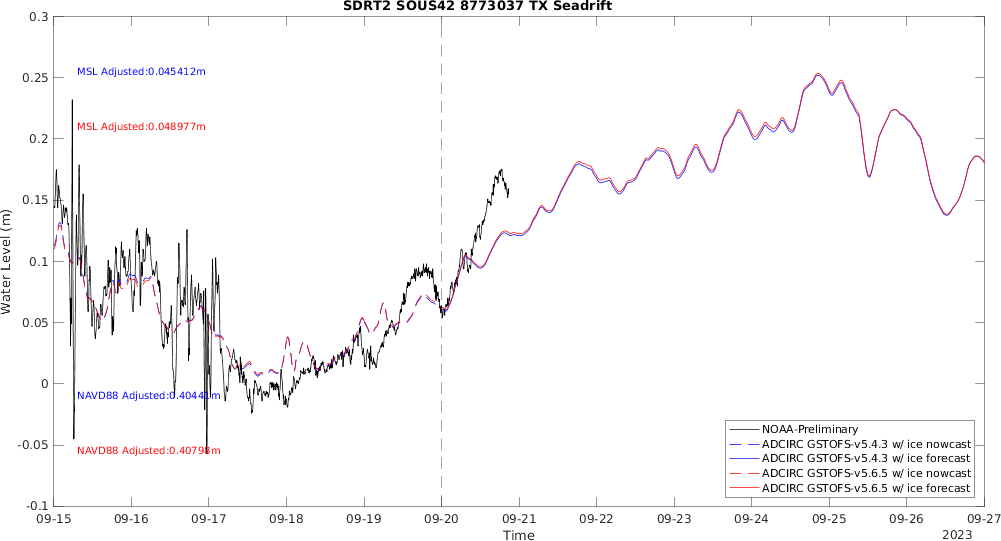 SDRT2 SOUS42 8773037 TX Seadrift
0.3
0.25
0.2
0.15
0.1
0.05
0
-0.05
-0.1
Water Level (m)
MSL Adjusted:0.045412m
MSL Adjusted:0.048977m
NAVD88 Adjusted:0.40441m
NAVD88 Adjusted:0.40798m
NOAA-Preliminary
ADCIRC GSTOFS-v5.4.3 w/ ice nowcast
ADCIRC GSTOFS-v5.4.3 w/ ice forecast
ADCIRC GSTOFS-v5.6.5 w/ ice nowcast
ADCIRC GSTOFS-v5.6.5 w/ ice forecast
09-15 09-16 09-17 09-18 09-19 09-20 09-21 09-22 09-23 09-24 09-25 09-26 09-27
Time
2023